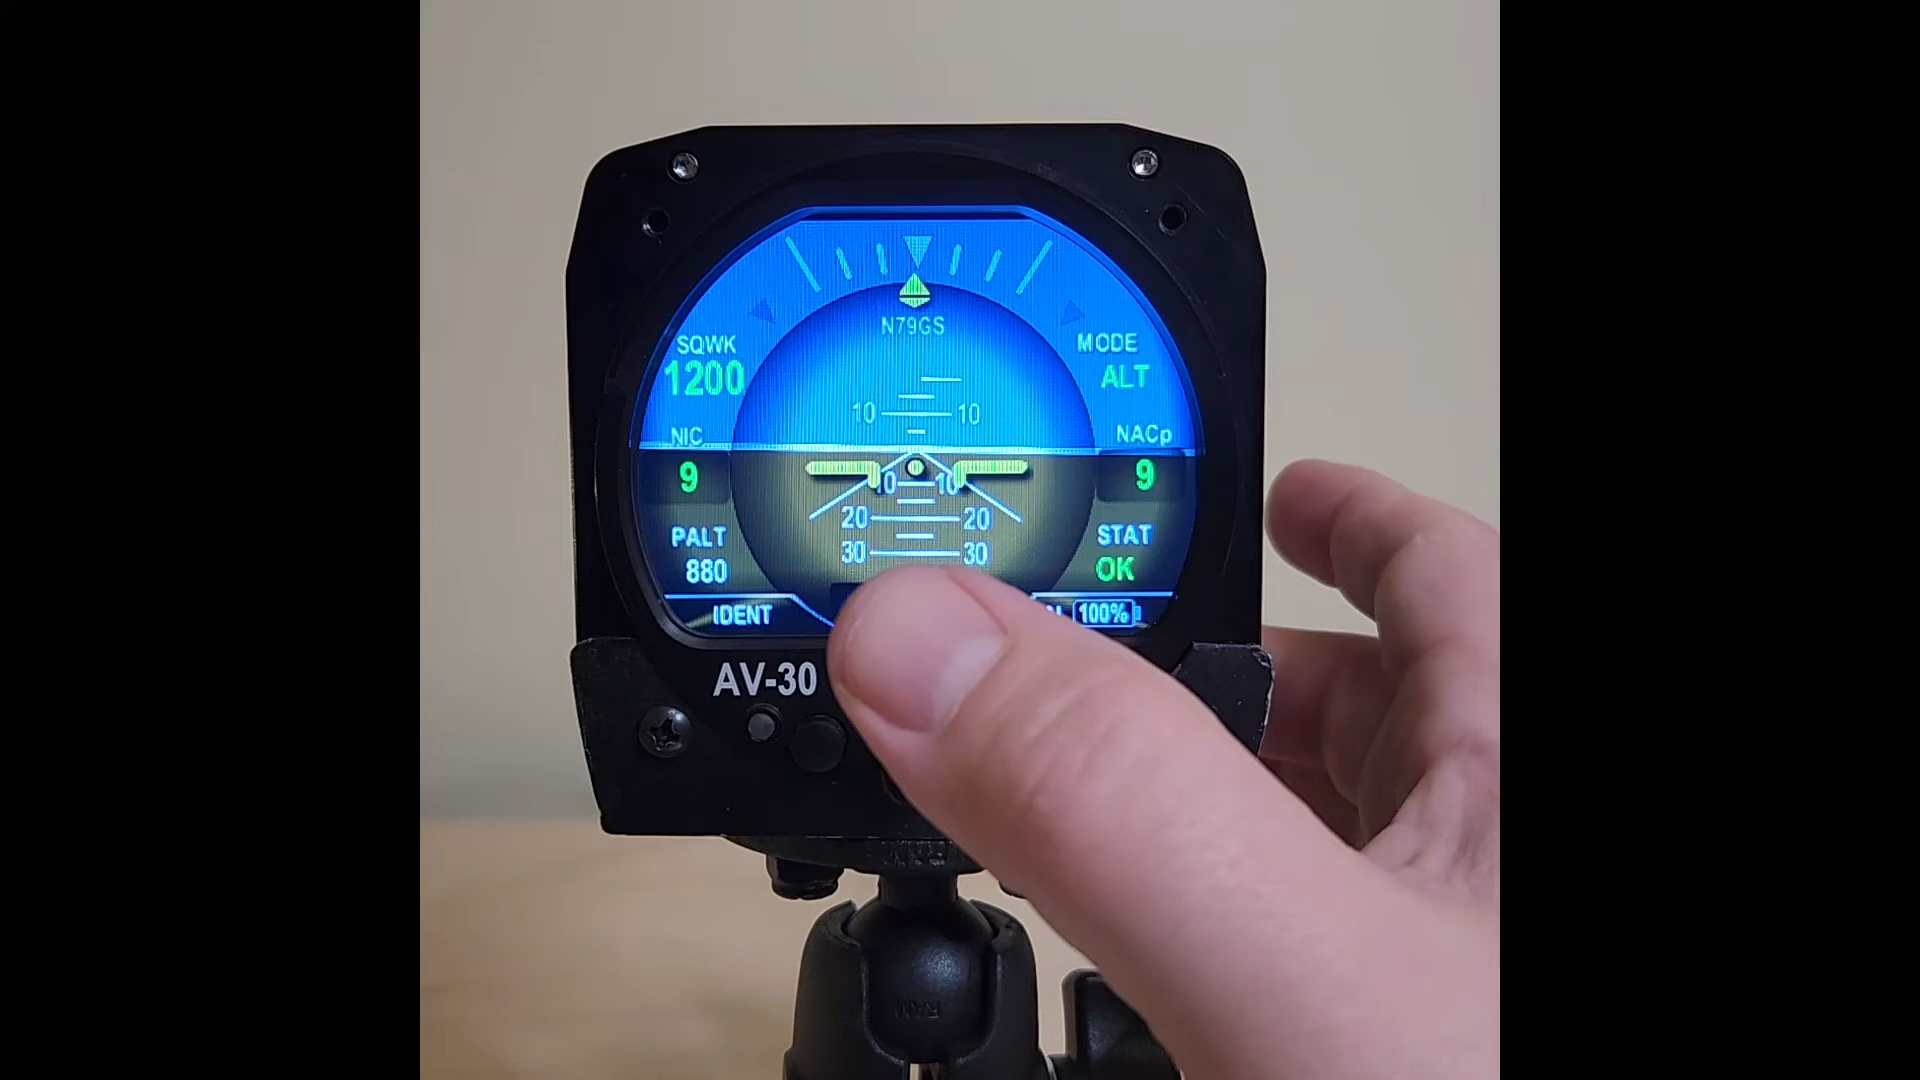 N79GS
SQWK
1200
MODE
ALT
10 10
NIC
9
NACp
9
10 10
20 20
30 30
PALT
880
STAT
OK
IDENT
100%
AV-30
RAM